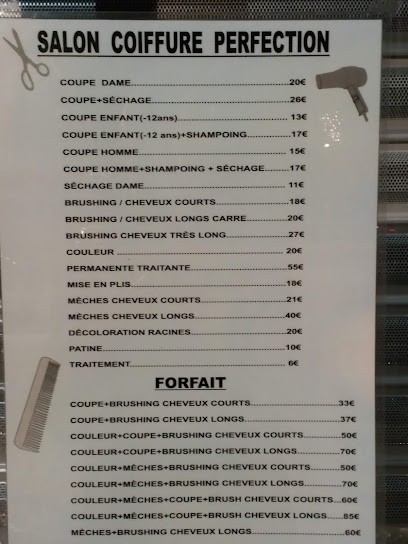 SALON COIFFURE PERFECTION
COUPE DAME..................................................20€
COUPE+SÉCHAGE............................................26€
COUPE ENFANT(-12ans)................................ 13€
COUPE ENFANT(-12 ans)+SHAMPOING............17€
COUPE HOMME............................................. 15€
COUPE HOMME+SHAMPOING + SÉCHAGE........17€
SÉCHAGE DAME........................................... 11€
BRUSHING / CHEVEUX COURTS.....................18€
BRUSHING / CHEVEUX LONGS CARRE............20€
BRUSHING CHEVEUX TRÈS LONG..................27€
COULEUR ................................................ 20€
PERMANENTE TRAITANTE............................55€
MISE EN PLIS.............................................18€
MÈCHES CHEVEUX COURTS.........................21€
MÈCHES CHEVEUX LONGS..........................40€
DÉCOLORATION RACINES............................20€
PATINE.....................................................10€
TRAITEMENT............................................. 6€
FORFAIT
COUPE+BRUSHING CHEVEUX COURTS........................33€
COUPE+BRUSHING CHEVEUX LONGS..........................37€
COULEUR+COUPE+BRUSHING CHEVEUX COURTS..........50€
COULEUR+COUPE+BRUSHING CHEVEUX LONGS............70€
COULEUR+MÈCHES+BRUSHING CHEVEUX COURTS.........50€
COULEUR+MÈCHES+BRUSHING CHEVEUX LONGS...........70€
COULEUR+MÈCHES+COUPE+BRUSH CHEVEUX COURTS...60€
COULEUR+MÈCHES+COUPE+BRUSH CHEVEUX LONGS......85€
MÈCHES+BRUSHING CHEVEUX LONGS..........................60€